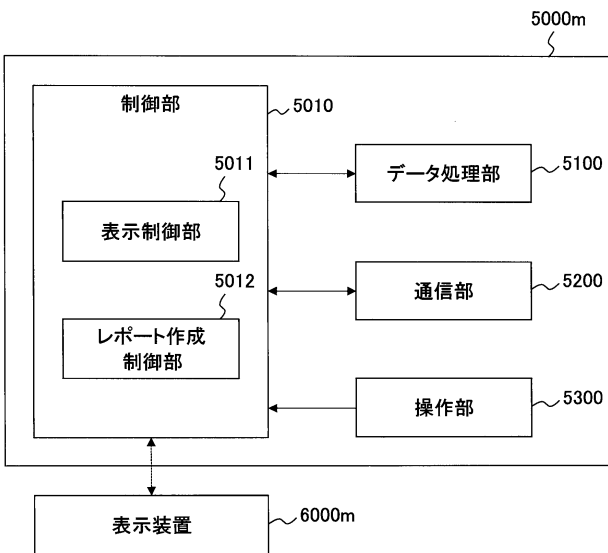 5000m
制御部
5010
5011
表示制御部
5012
レポート作成
制御部
データ処理部
5100
通信部
5200
操作部
5300
表示装置
6000m